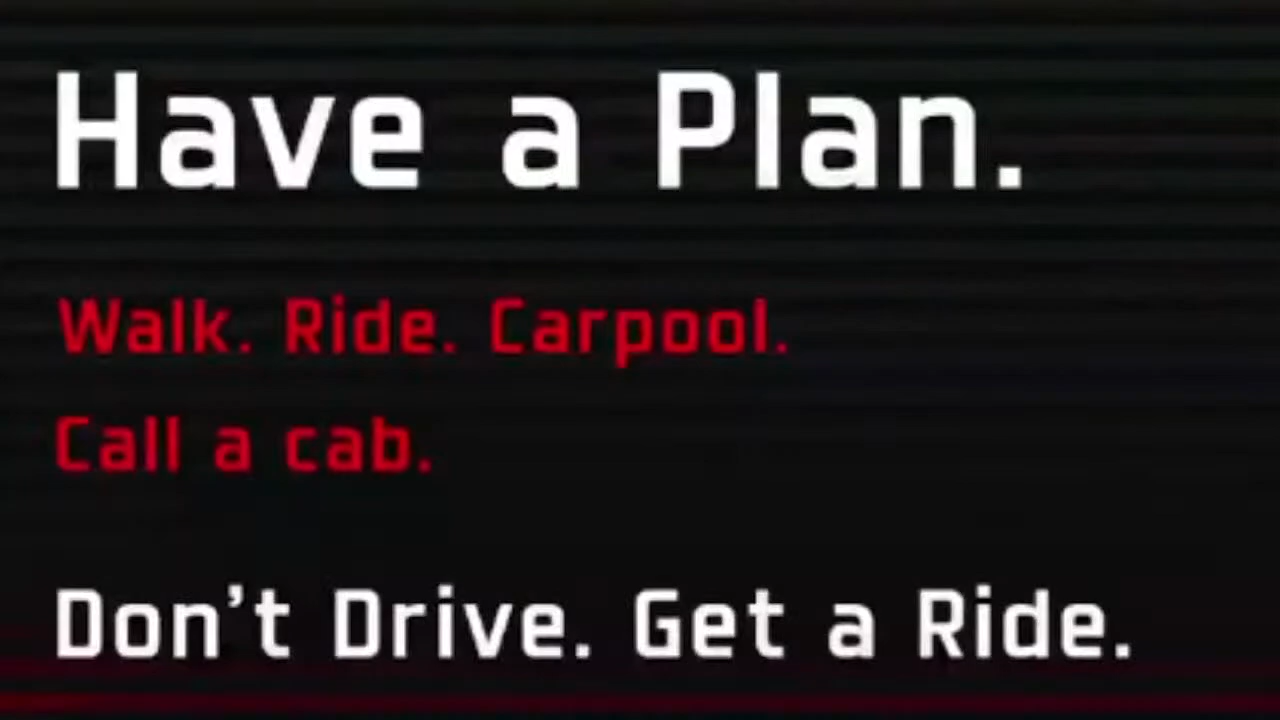 Have a Plan.
Walk. Ride. Carpool.
Call a cab.
Don’t Drive. Get a Ride.